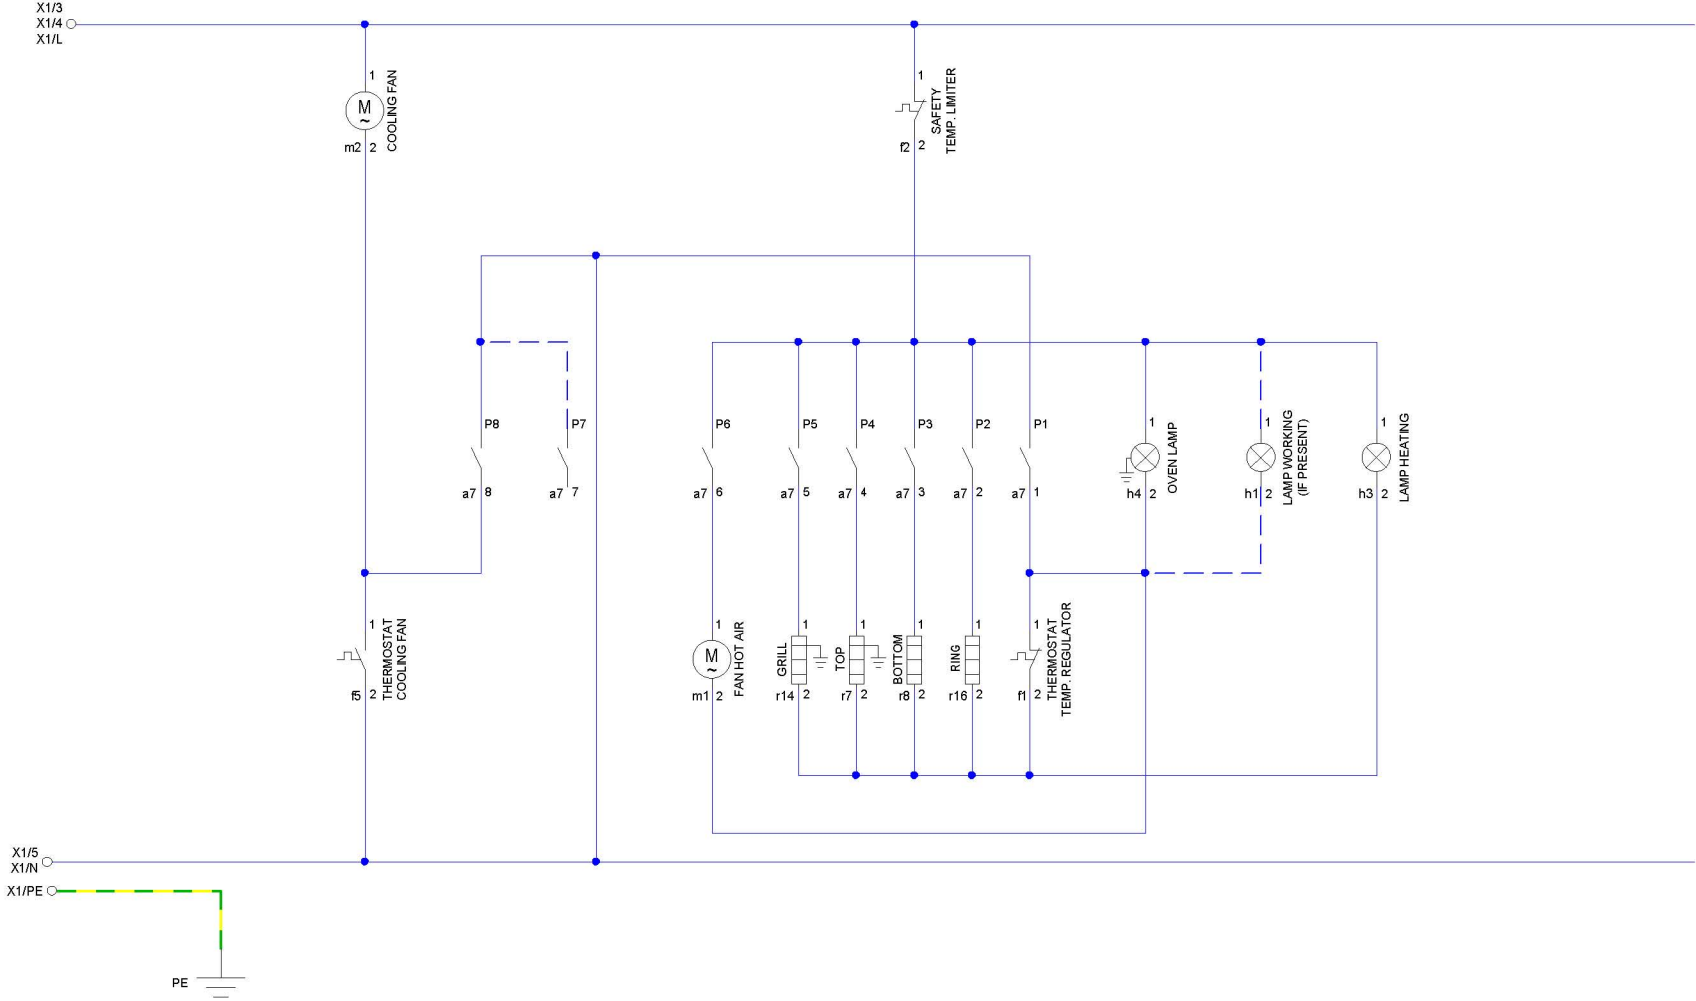 X1/3
X1/4
X1/L
1
M
~
m2 2
COOLING FAN
1
f2 2
SAFETY
TEMP. LIMITER
P8
a7 8
P7
a7 7
P6
a7 6
P5
a7 5
P4
a7 4
P3
a7 3
P2
a7 2
P1
a7 1
1
h4 2
OVEN LAMP
1
h1 2
LAMP WORKING
(IF PRESENT)
1
h3 2
LAMP HEATING
1
f5 2
THERMOSTAT
COOLING FAN
1
M
~
m1 2
FAN HOT AIR
1
GRILL
r14 2
1
TOP
r7 2
1
BOTTOM
r8 2
1
RING
r16 2
1
f1 2
THERMOSTAT
TEMP. REGULATOR
X1/5
X1/N
X1/PE
PE